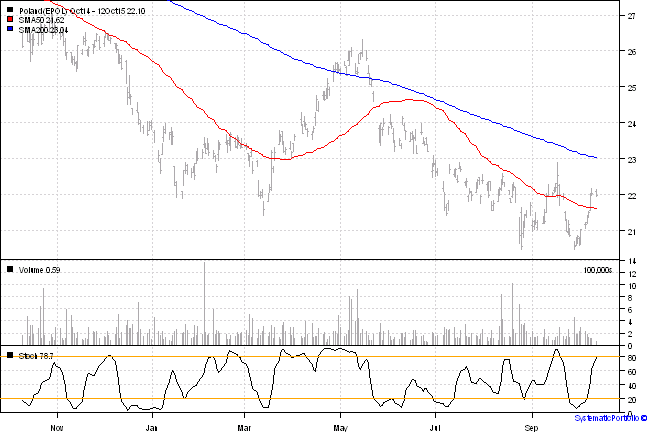 Poland (EPOL) Oct14 - 12Oct15 22.10
SMA50 21.62
SMA200 23.04
27
26
25
24
23
22
21
Volume 0.59
100,000s
14
12
10
8
6
4
2
0
Stoch 78.7
80
60
40
20
0
Nov
Jan
Mar
May
Jul
Sep
SystematicPortfolio ©